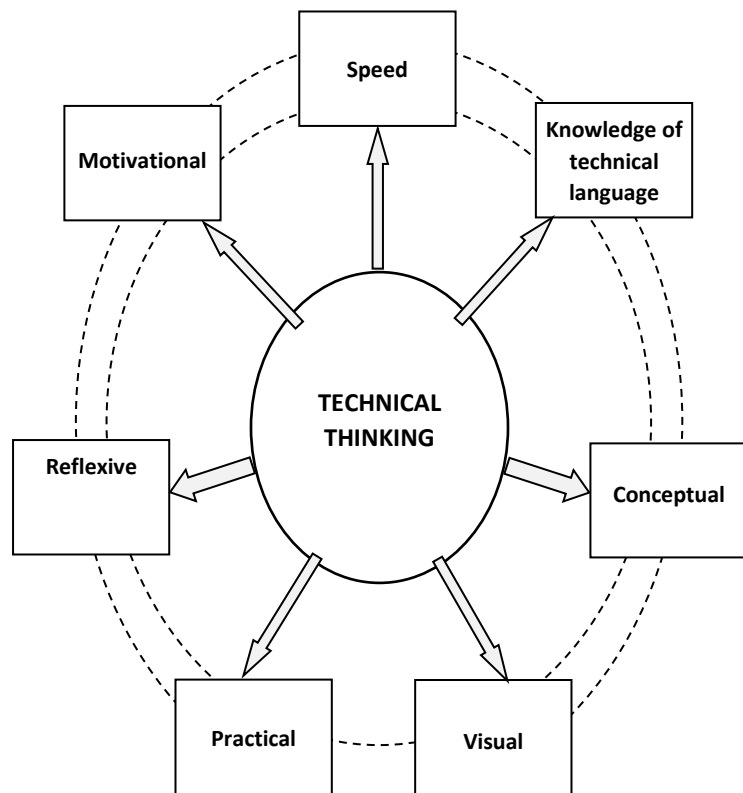 Speed
Motivational
Knowledge of
technical
language
TECHNICAL
THINKING
Reflexive
Conceptual
Practical
Visual